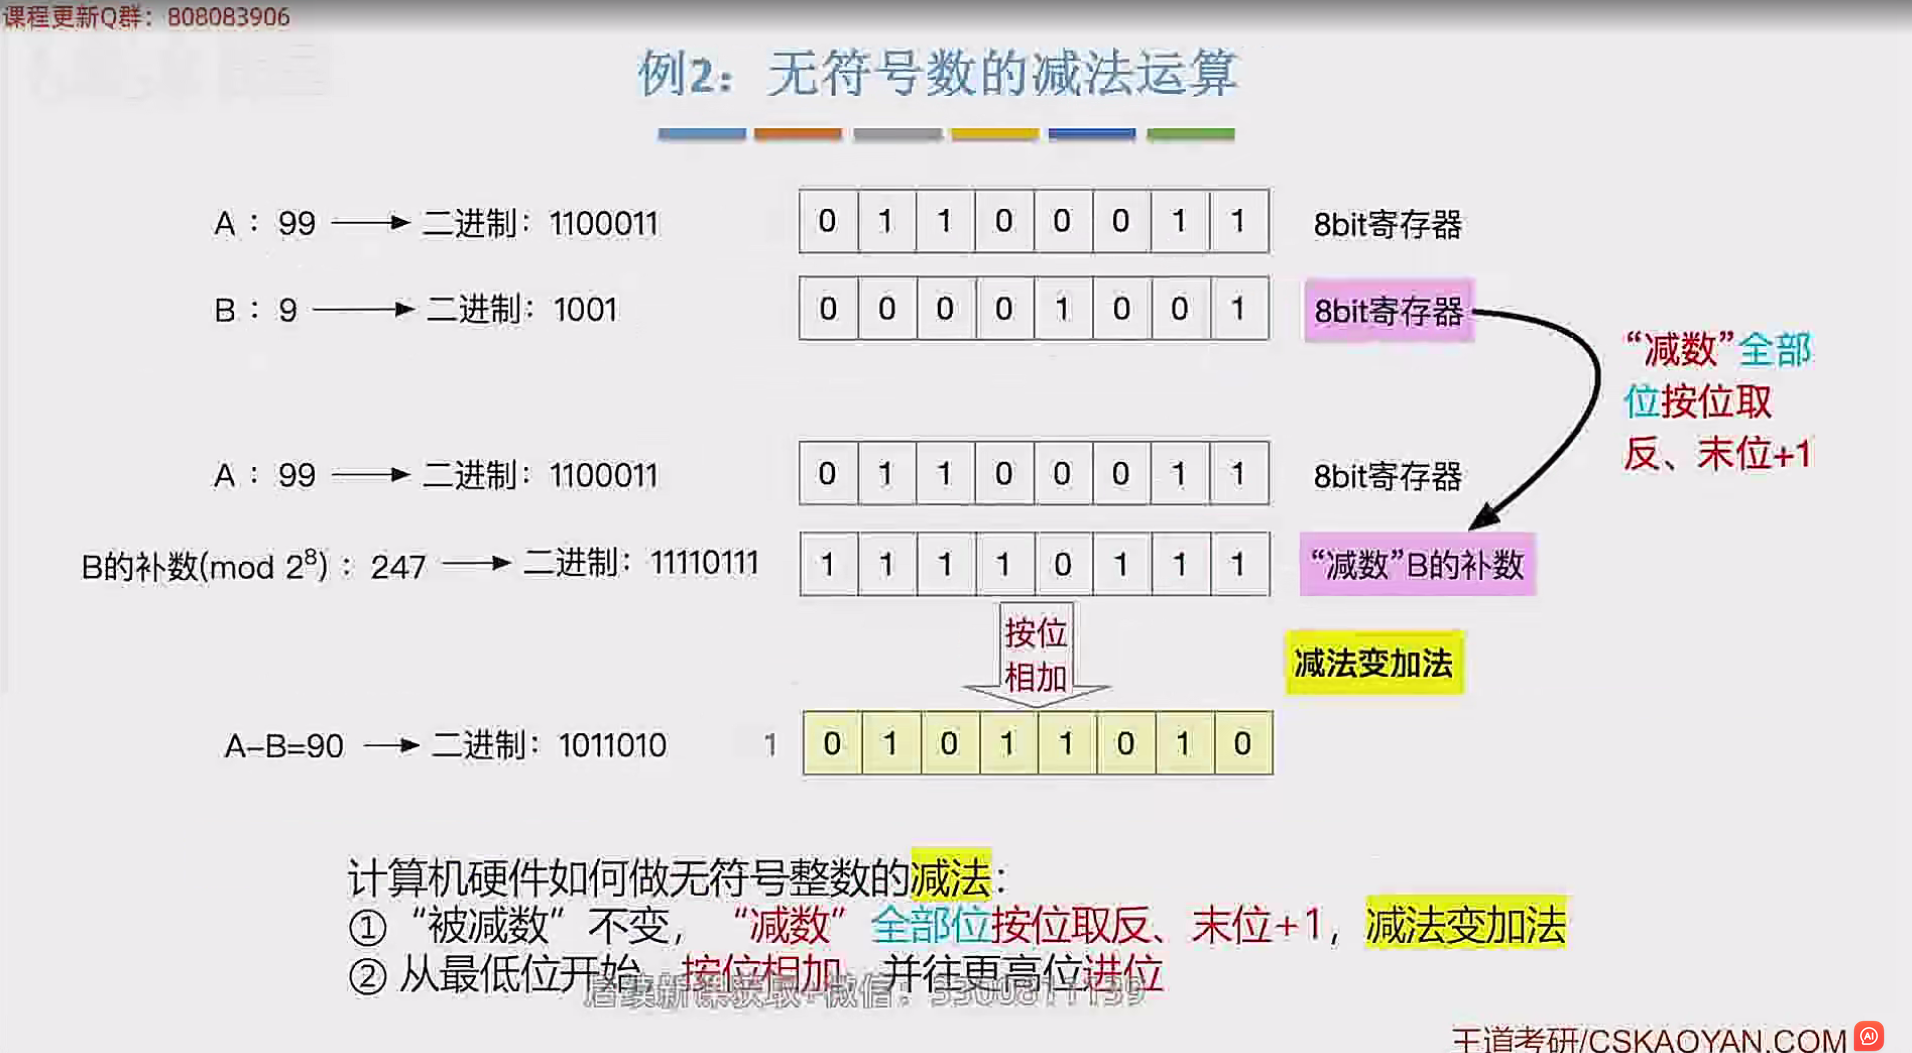 课程更新Q群：808083906
例2：无符号数的减法运算
A：99 → 二进制：1100011 0 1 1 0 0 0 1 1 8bit寄存器
B：9 → 二进制：1001 0 0 0 0 1 0 0 1 8bit寄存器
“减数”全部
位按位取
反、末位+1
A：99 → 二进制：1100011 0 1 1 0 0 0 1 1 8bit寄存器
B的补数(mod 2⁸)：247 → 二进制：11110111 1 1 1 1 0 1 1 1 “减数”B的补数
按位
相加
减法变加法
A-B=90 → 二进制：1011010 1 0 1 0 1 1 0 1 0
计算机硬件如何做无符号整数的减法：
① “被减数”不变，“减数”全部位按位取反、末位+1，减法变加法
② 从最低位开始，按位相加，并往更高位进位
王道考研/CSKAOYAN.COM